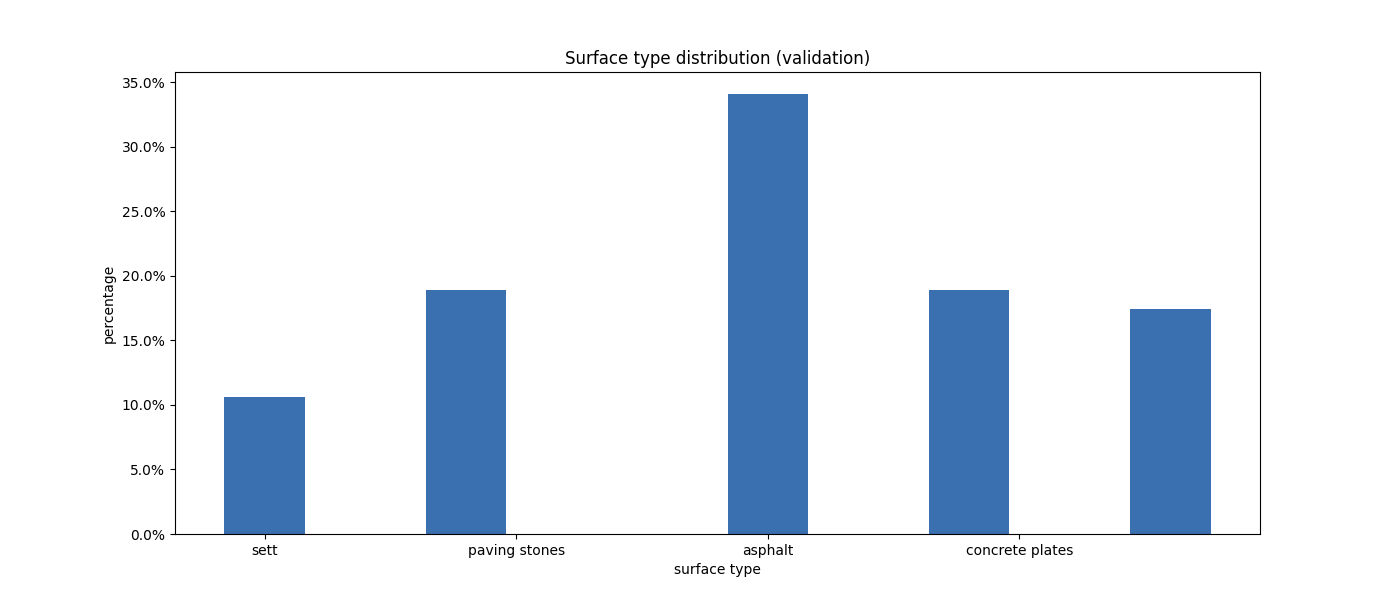 Surface type distribution (validation)
35.0%
30.0%
25.0%
20.0%
15.0%
10.0%
5.0%
0.0%
percentage
sett paving stones asphalt concrete plates
surface type